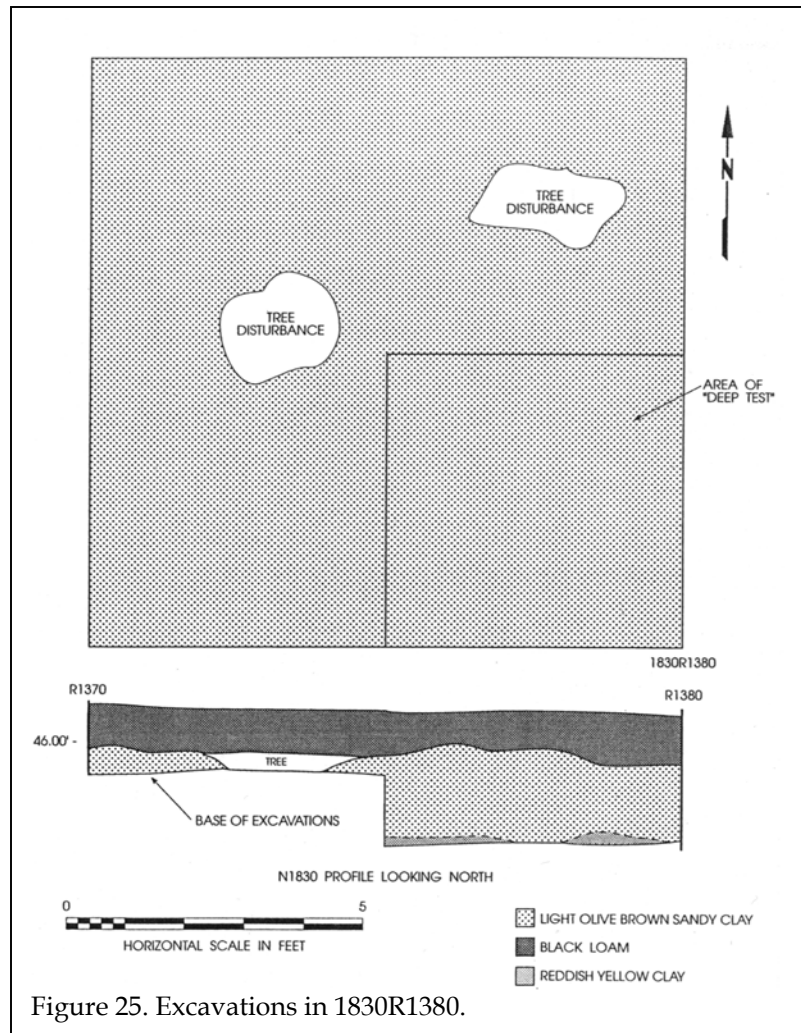 N
TREE
DISTURBANCE
TREE
DISTURBANCE
AREA OF
"DEEP TEST"
1830R1380
R1370
R1380
46.00' -
TREE
BASE OF EXCAVATIONS
N1830 PROFILE LOOKING NORTH
0 5
HORIZONTAL SCALE IN FEET
LIGHT OLIVE BROWN SANDY CLAY
BLACK LOAM
REDDISH YELLOW CLAY
Figure 25. Excavations in 1830R1380.